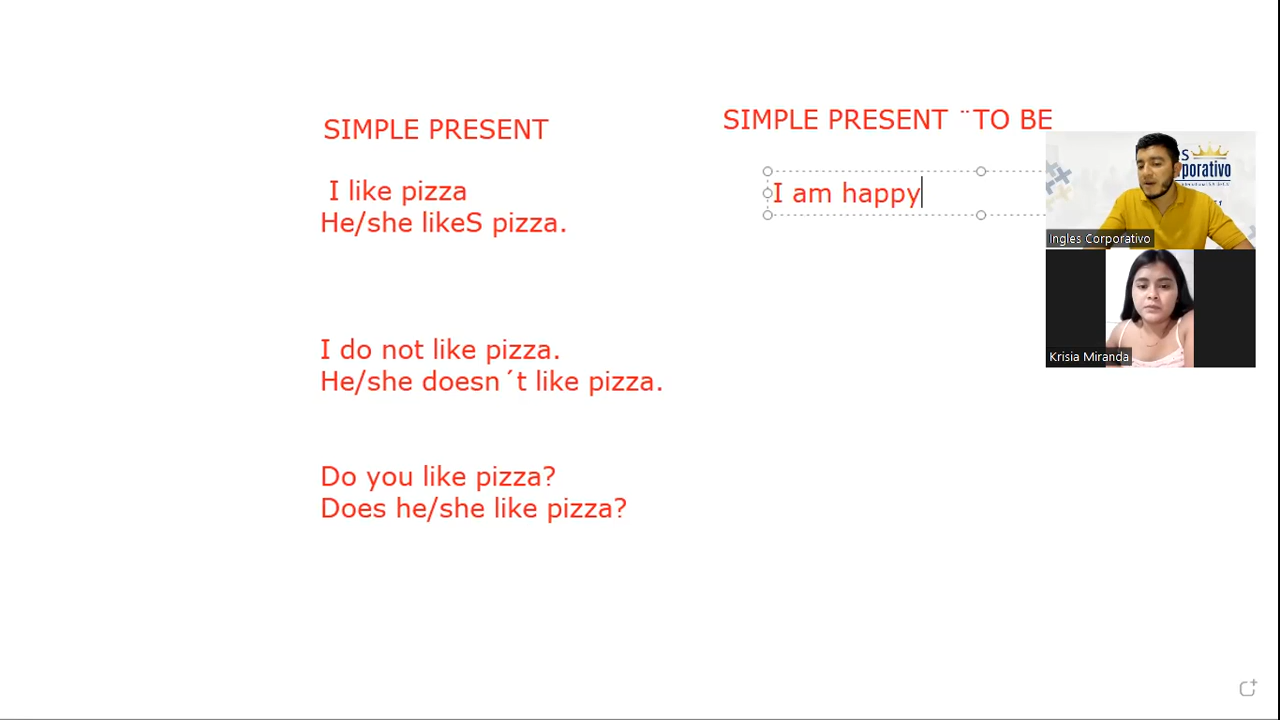 SIMPLE PRESENT
I like pizza
He/she likeS pizza.
I do not like pizza.
He/she doesn´t like pizza.
Do you like pizza?
Does he/she like pizza?
SIMPLE PRESENT ¨TO BE
I am happy
Ingles Corporativo
Krisia Miranda